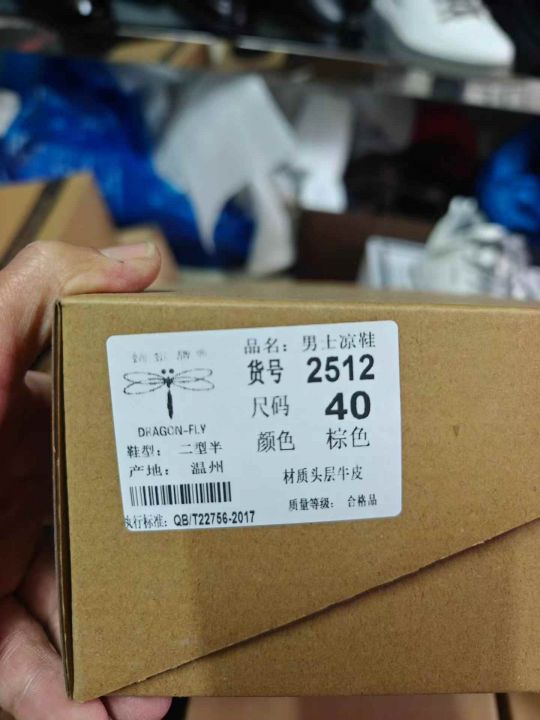 品名: 男士凉鞋
货号 2512
尺码 40
颜色 棕色
DRAGON-FLY
鞋型: 二型半
产地: 温州
材质头层牛皮
质量等级: 合格品
执行标准: QB/T22756-2017